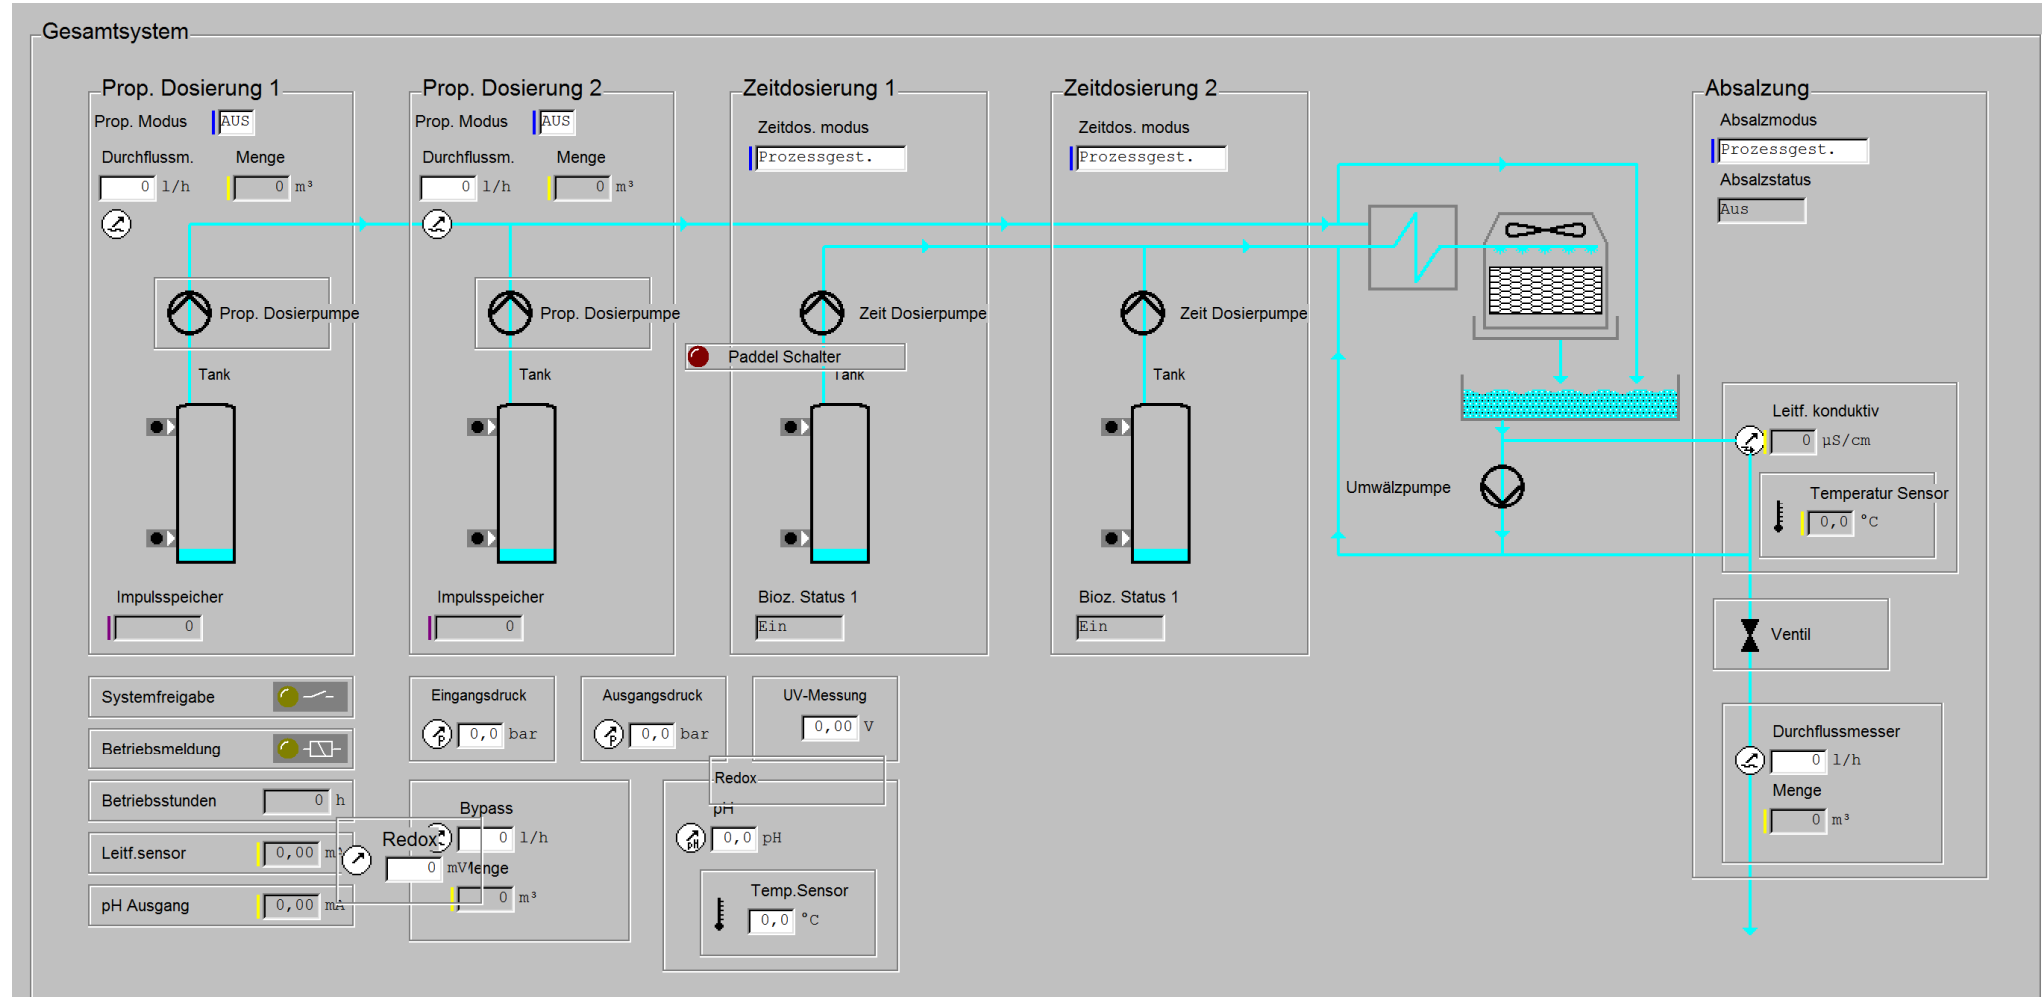 Gesamtsystem
Prop. Dosierung 1
Prop. Modus AUS
Durchflussm. Menge
0 l/h 0 m³
Prop. Dosierpumpe
Tank
Impulsspeicher
0
Prop. Dosierung 2
Prop. Modus AUS
Durchflussm. Menge
0 l/h 0 m³
Prop. Dosierpumpe
Tank
Impulsspeicher
0
Zeitdosierung 1
Zeitdos. modus
Prozessgest.
Zeit Dosierpumpe
Paddel Schalter
Tank
Bioz. Status 1
Ein
Zeitdosierung 2
Zeitdos. modus
Prozessgest.
Zeit Dosierpumpe
Tank
Bioz. Status 1
Ein
Umwälzpumpe
Absalzung
Absalzmodus
Prozessgest.
Absalzstatus
Aus
Leitf. konduktiv
0 µS/cm
Temperatur Sensor
0,0 °C
Ventil
Durchflussmesser
0 l/h
Menge
0 m³
Systemfreigabe
Betriebsmeldung
Betriebsstunden 0 h
Leitf.sensor 0,00
pH Ausgang 0,00 mA
Eingangsdruck
P 0,0 bar
Ausgangsdruck
P 0,0 bar
UV-Messung
0,00 V
Bypass
0 l/h
Menge
0 m³
Redox
0 mV
Redox
pH
pH 0,0 pH
Temp.Sensor
0,0 °C